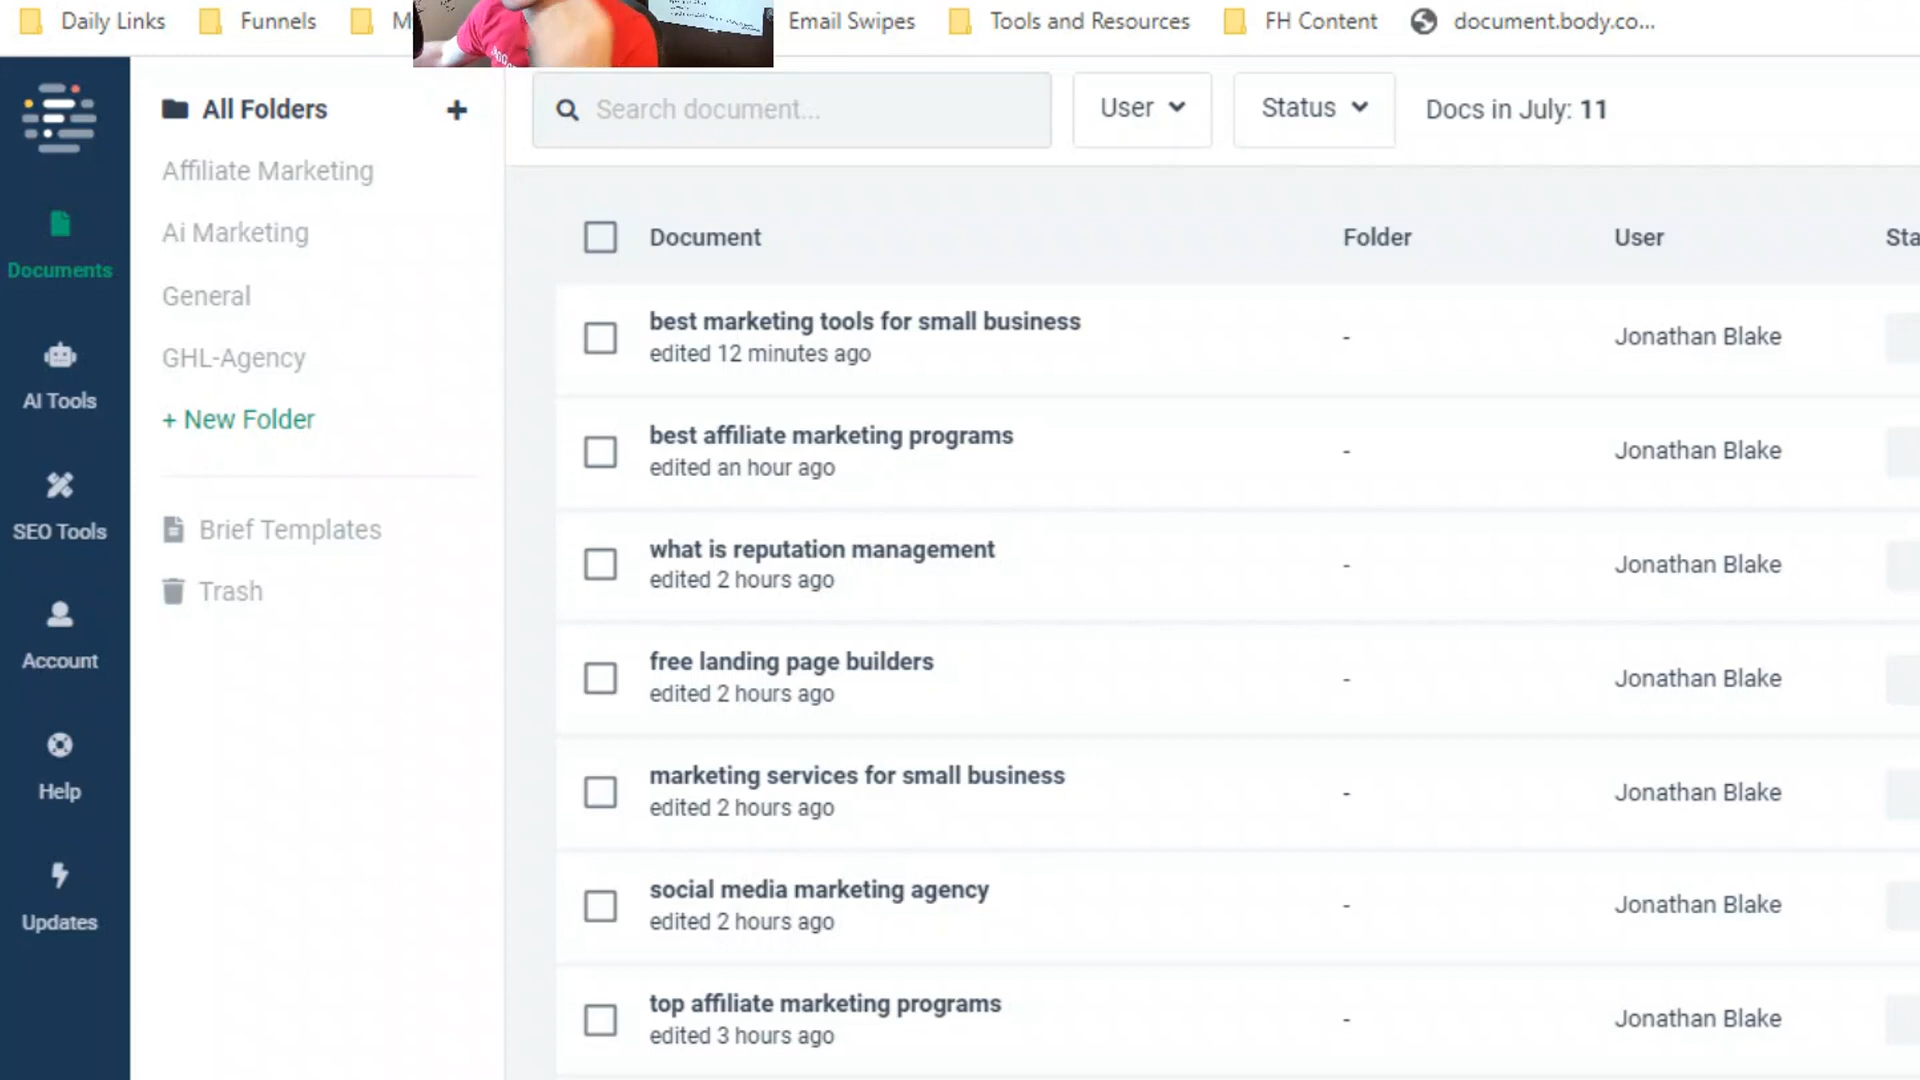 Daily Links
Funnels
Email Swipes
Tools and Resources
FH Content
document.body.co...
All Folders
Affiliate Marketing
Ai Marketing
General
GHL-Agency
+ New Folder
Brief Templates
Trash
Documents
AI Tools
SEO Tools
Account
Help
Updates
Search document...
User
Status
Docs in July: 11
Document
Folder
User
Sta
best marketing tools for small business
edited 12 minutes ago
-
Jonathan Blake
best affiliate marketing programs
edited an hour ago
-
Jonathan Blake
what is reputation management
edited 2 hours ago
-
Jonathan Blake
free landing page builders
edited 2 hours ago
-
Jonathan Blake
marketing services for small business
edited 2 hours ago
-
Jonathan Blake
social media marketing agency
edited 2 hours ago
-
Jonathan Blake
top affiliate marketing programs
edited 3 hours ago
-
Jonathan Blake